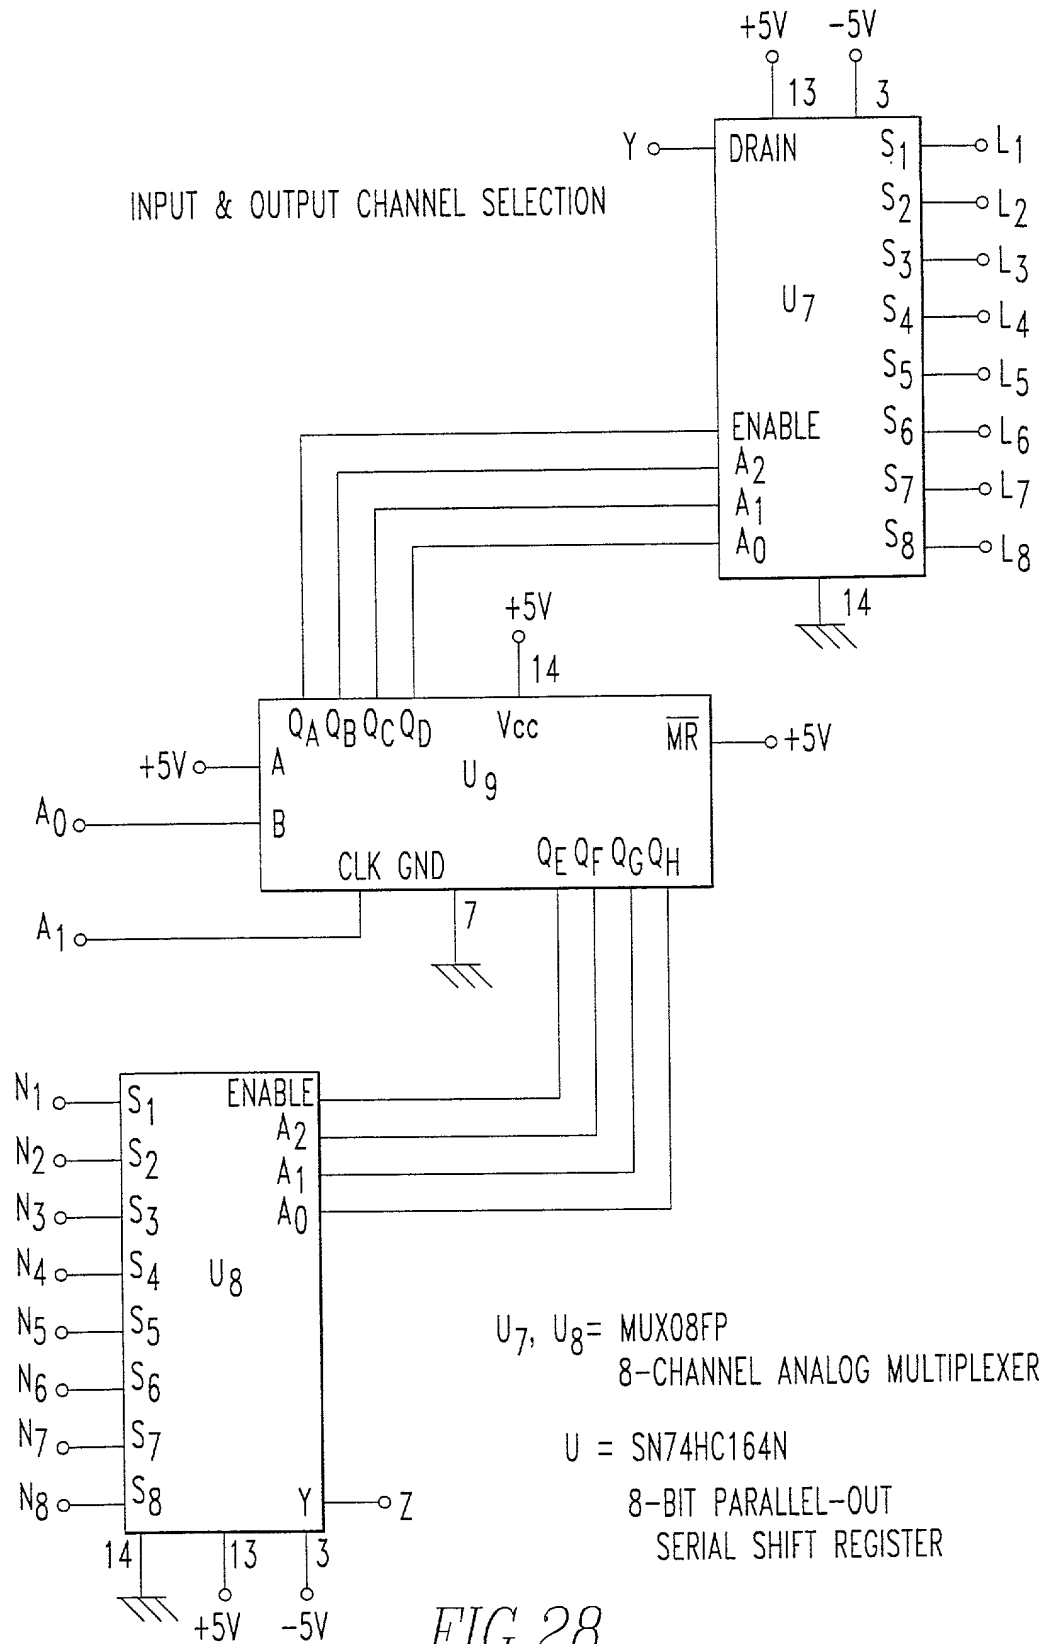 +5V -5V
13 3
Y DRAIN S1 L1
INPUT & OUTPUT CHANNEL SELECTION
S2 L2
S3 L3
U7
S4 L4
S5 L5
ENABLE S6 L6
A2
S7 L7
A1
A0 S8 L8
14
+5V
14
QA QB QC QD Vcc MR +5V
+5V A
U9
A0 B
CLK GND QE QF QG QH
A1
7
N1 S1 ENABLE
A2
N2 S2
A1
N3 S3 A0
N4 S4 U8
N5 S5
N6 S6
N7 S7
N8 S8 Y Z
14 13 3
+5V -5V
U7, U8= MUX08FP
8-CHANNEL ANALOG MULTIPLEXER
U = SN74HC164N
8-BIT PARALLEL-OUT
SERIAL SHIFT REGISTER
FIG.28